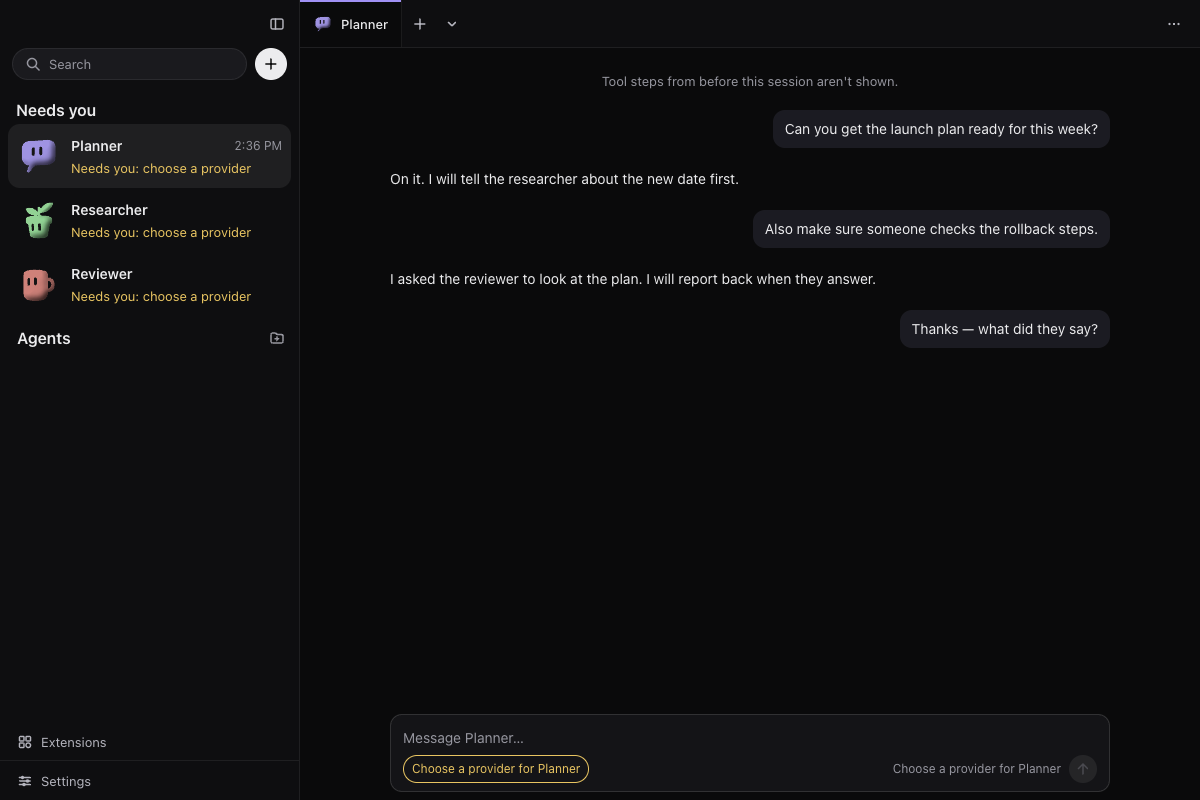 Search
Needs you
Planner
2:36 PM
Needs you: choose a provider
Researcher
Needs you: choose a provider
Reviewer
Needs you: choose a provider
Agents
Extensions
Settings
Planner
Tool steps from before this session aren't shown.
Can you get the launch plan ready for this week?
On it. I will tell the researcher about the new date first.
Also make sure someone checks the rollback steps.
I asked the reviewer to look at the plan. I will report back when they answer.
Thanks — what did they say?
Message Planner…
Choose a provider for Planner
Choose a provider for Planner